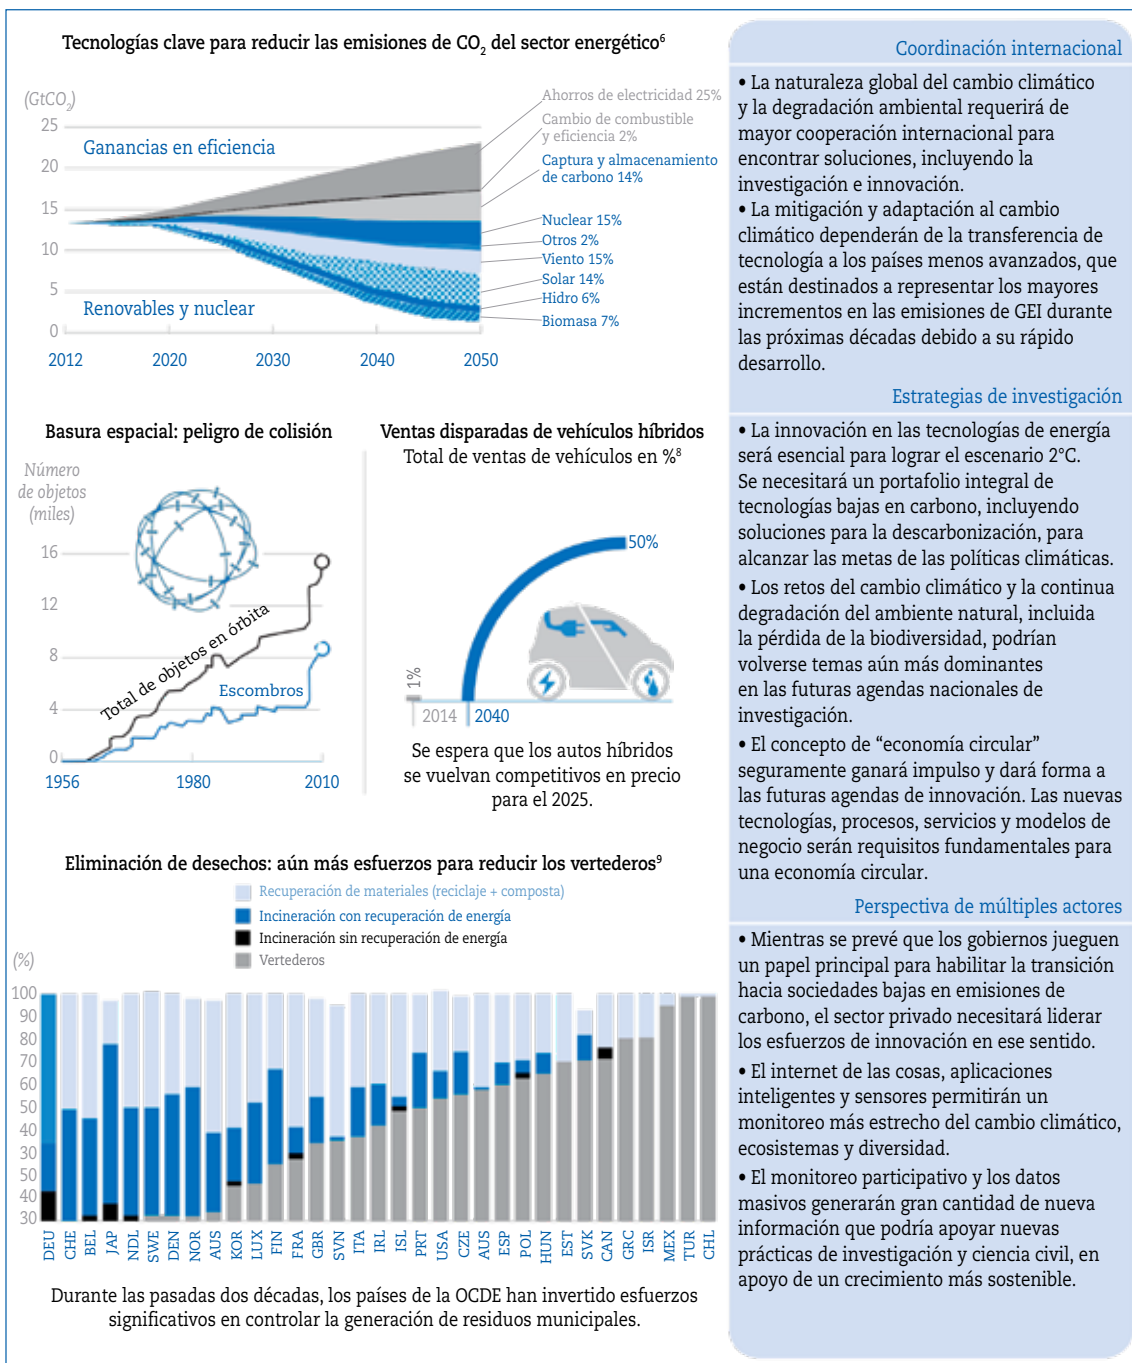 Tecnologías clave para reducir las emisiones de CO₂ del sector energético⁶
(GtCO₂)
25
20
15
10
5
0
Ganancias en eficiencia
Renovables y nuclear
Ahorros de electricidad 25%
Cambio de combustible
y eficiencia 2%
Captura y almacenamiento
de carbono 14%
Nuclear 15%
Otros 2%
Viento 15%
Solar 14%
Hidro 6%
Biomasa 7%
2012
2020
2030
2040
2050
Basura espacial: peligro de colisión
Número
de objetos
(miles)
16
12
8
4
0
Total de objetos en órbita
Escombros
1956
1980
2010
Ventas disparadas de vehículos híbridos
Total de ventas de vehículos en %⁸
50%
1%
2014
2040
Se espera que los autos híbridos
se vuelvan competitivos en precio
para el 2025.
Eliminación de desechos: aún más esfuerzos para reducir los vertederos⁹
Recuperación de materiales (reciclaje + composta)
Incineración con recuperación de energía
Incineración sin recuperación de energía
Vertederos
(%)
100
90
80
30
70
60
50
40
30
50
40
30
DEU
CHE
BEL
JAP
NDL
SWE
DEN
NOR
AUS
KOR
LUX
FIN
FRA
GBR
SVN
ITA
IRL
ISL
PRT
USA
CZE
AUS
ESP
POL
HUN
EST
SVK
CAN
GRC
ISR
MEX
TUR
CHL
Durante las pasadas dos décadas, los países de la OCDE han invertido esfuerzos
significativos en controlar la generación de residuos municipales.
Coordinación internacional
• La naturaleza global del cambio climático
y la degradación ambiental requerirá de
mayor cooperación internacional para
encontrar soluciones, incluyendo la
investigación e innovación.
• La mitigación y adaptación al cambio
climático dependerán de la transferencia de
tecnología a los países menos avanzados, que
están destinados a representar los mayores
incrementos en las emisiones de GEI durante
las próximas décadas debido a su rápido
desarrollo.
Estrategias de investigación
• La innovación en las tecnologías de energía
será esencial para lograr el escenario 2°C.
Se necesitará un portafolio integral de
tecnologías bajas en carbono, incluyendo
soluciones para la descarbonización, para
alcanzar las metas de las políticas climáticas.
• Los retos del cambio climático y la continua
degradación del ambiente natural, incluida
la pérdida de la biodiversidad, podrían
volverse temas aún más dominantes
en las futuras agendas nacionales de
investigación.
• El concepto de “economía circular”
seguramente ganará impulso y dará forma a
las futuras agendas de innovación. Las nuevas
tecnologías, procesos, servicios y modelos de
negocio serán requisitos fundamentales para
una economía circular.
Perspectiva de múltiples actores
• Mientras se prevé que los gobiernos jueguen
un papel principal para habilitar la transición
hacia sociedades bajas en emisiones de
carbono, el sector privado necesitará liderar
los esfuerzos de innovación en ese sentido.
• El internet de las cosas, aplicaciones
inteligentes y sensores permitirán un
monitoreo más estrecho del cambio climático,
ecosistemas y diversidad.
• El monitoreo participativo y los datos
masivos generarán gran cantidad de nueva
información que podría apoyar nuevas
prácticas de investigación y ciencia civil, en
apoyo de un crecimiento más sostenible.